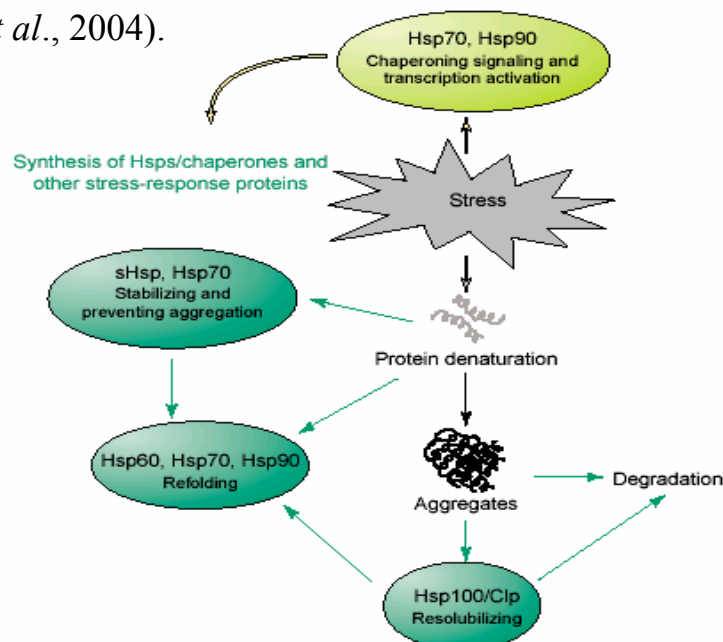 t al., 2004).
Hsp70, Hsp90
Chaperoning signaling and
transcription activation
Synthesis of Hsps/chaperones and
other stress-response proteins
Stress
sHsp, Hsp70
Stabilizing and
preventing aggregation
Protein denaturation
Hsp60, Hsp70, Hsp90
Refolding
Aggregates
Degradation
Hsp100/Clp
Resolubilizing